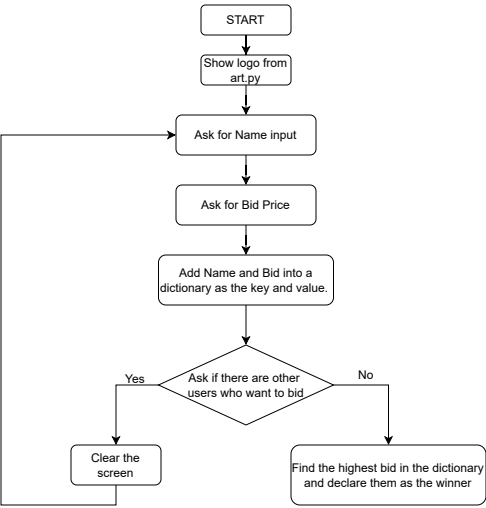 START
Show logo from
art.py
Ask for Name input
Ask for Bid Price
Add Name and Bid into a
dictionary as the key and value.
Ask if there are other
users who want to bid
Yes
No
Clear the
screen
Find the highest bid in the dictionary
and declare them as the winner